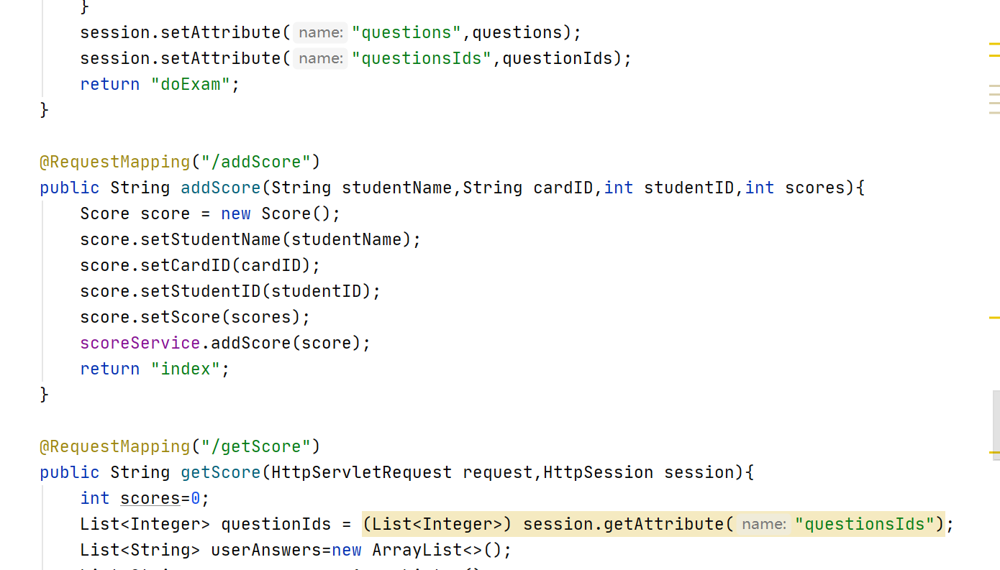 }
session.setAttribute( name: "questions",questions);
session.setAttribute( name: "questionsIds",questionIds);
return "doExam";
}
@RequestMapping("/addScore")
public String addScore(String studentName,String cardID,int studentID,int scores){
Score score = new Score();
score.setStudentName(studentName);
score.setCardID(cardID);
score.setStudentID(studentID);
score.setScore(scores);
scoreService.addScore(score);
return "index";
}
@RequestMapping("/getScore")
public String getScore(HttpServletRequest request,HttpSession session){
int scores=0;
List<Integer> questionIds = (List<Integer>) session.getAttribute( name: "questionsIds");
List<String> userAnswers=new ArrayList<>();